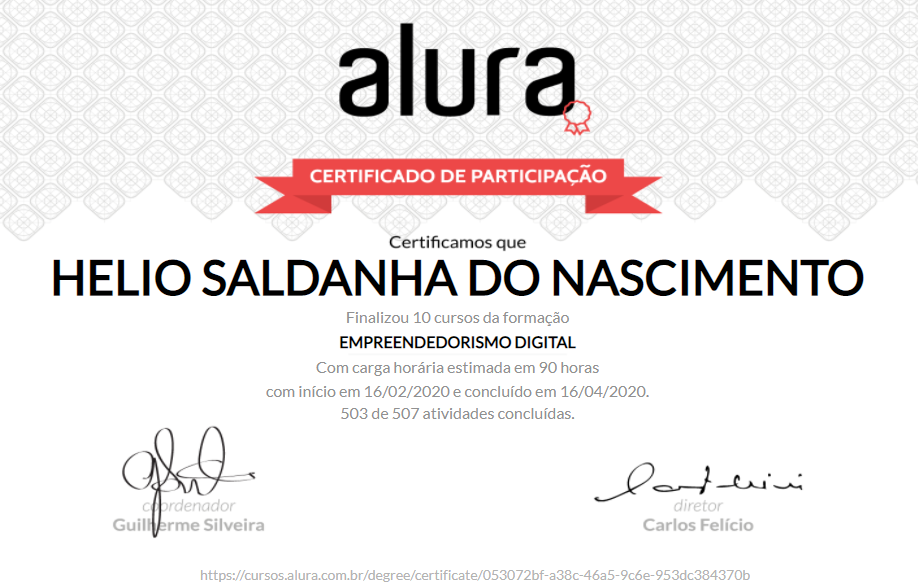 alura
CERTIFICADO DE PARTICIPAÇÃO
Certificamos que
HELIO SALDANHA DO NASCIMENTO
Finalizou 10 cursos da formação
EMPREENDEDORISMO DIGITAL
Com carga horária estimada em 90 horas
com início em 16/02/2020 e concluído em 16/04/2020.
503 de 507 atividades concluídas.
coordenador
Guilherme Silveira
diretor
Carlos Felício
https://cursos.alura.com.br/degree/certificate/053072bf-a38c-46a5-9c6e-953dc384370b